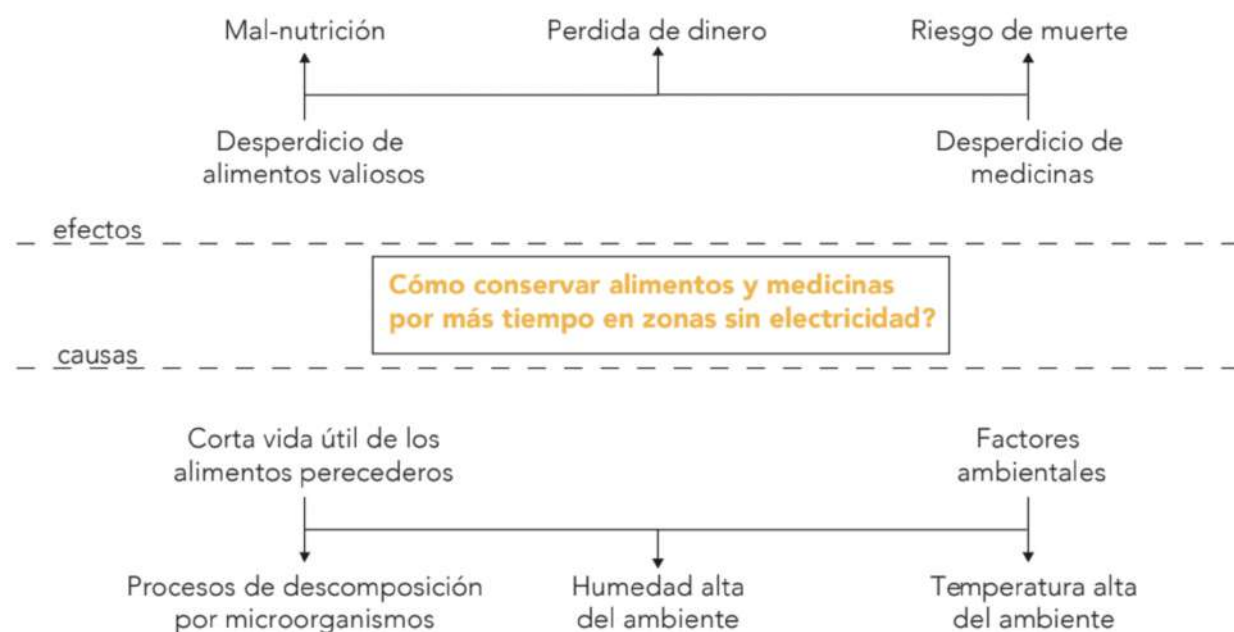 Mal-nutrición
Perdida de dinero
Riesgo de muerte
Desperdicio de
alimentos valiosos
Desperdicio de
medicinas
efectos
Cómo conservar alimentos y medicinas
por más tiempo en zonas sin electricidad?
causas
Corta vida útil de los
alimentos perecederos
Factores
ambientales
Procesos de descomposición
por microorganismos
Humedad alta
del ambiente
Temperatura alta
del ambiente